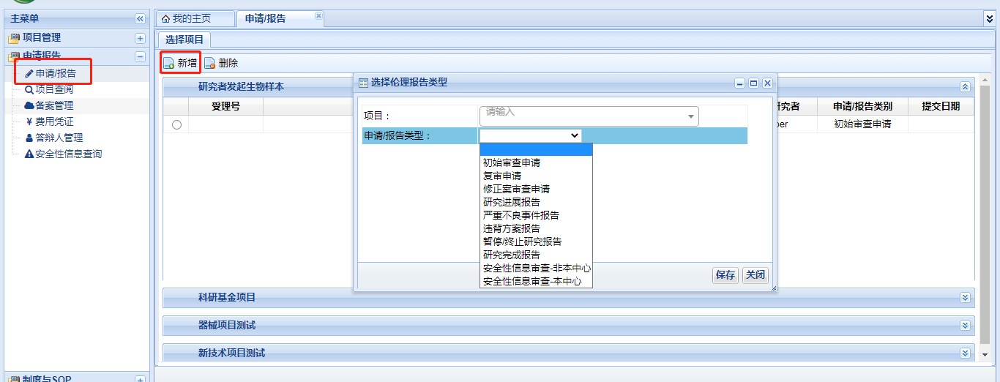 主菜单
我的主页
申请/报告
项目管理
选择项目
申请报告
新增
删除
申请/报告
项目查阅
备案管理
费用凭证
答辩人管理
安全性信息查询
研究者发起生物样本
受理号
究者
申请/报告类别
提交日期
per
初始审查申请
选择伦理报告类型
项目：
请输入
申请/报告类型：
初始审查申请
复审申请
修正案审查申请
研究进展报告
严重不良事件报告
违背方案报告
暂停/终止研究报告
研究完成报告
安全性信息审查-非本中心
安全性信息审查-本中心
保存
关闭
科研基金项目
器械项目测试
新技术项目测试
制度与SOP